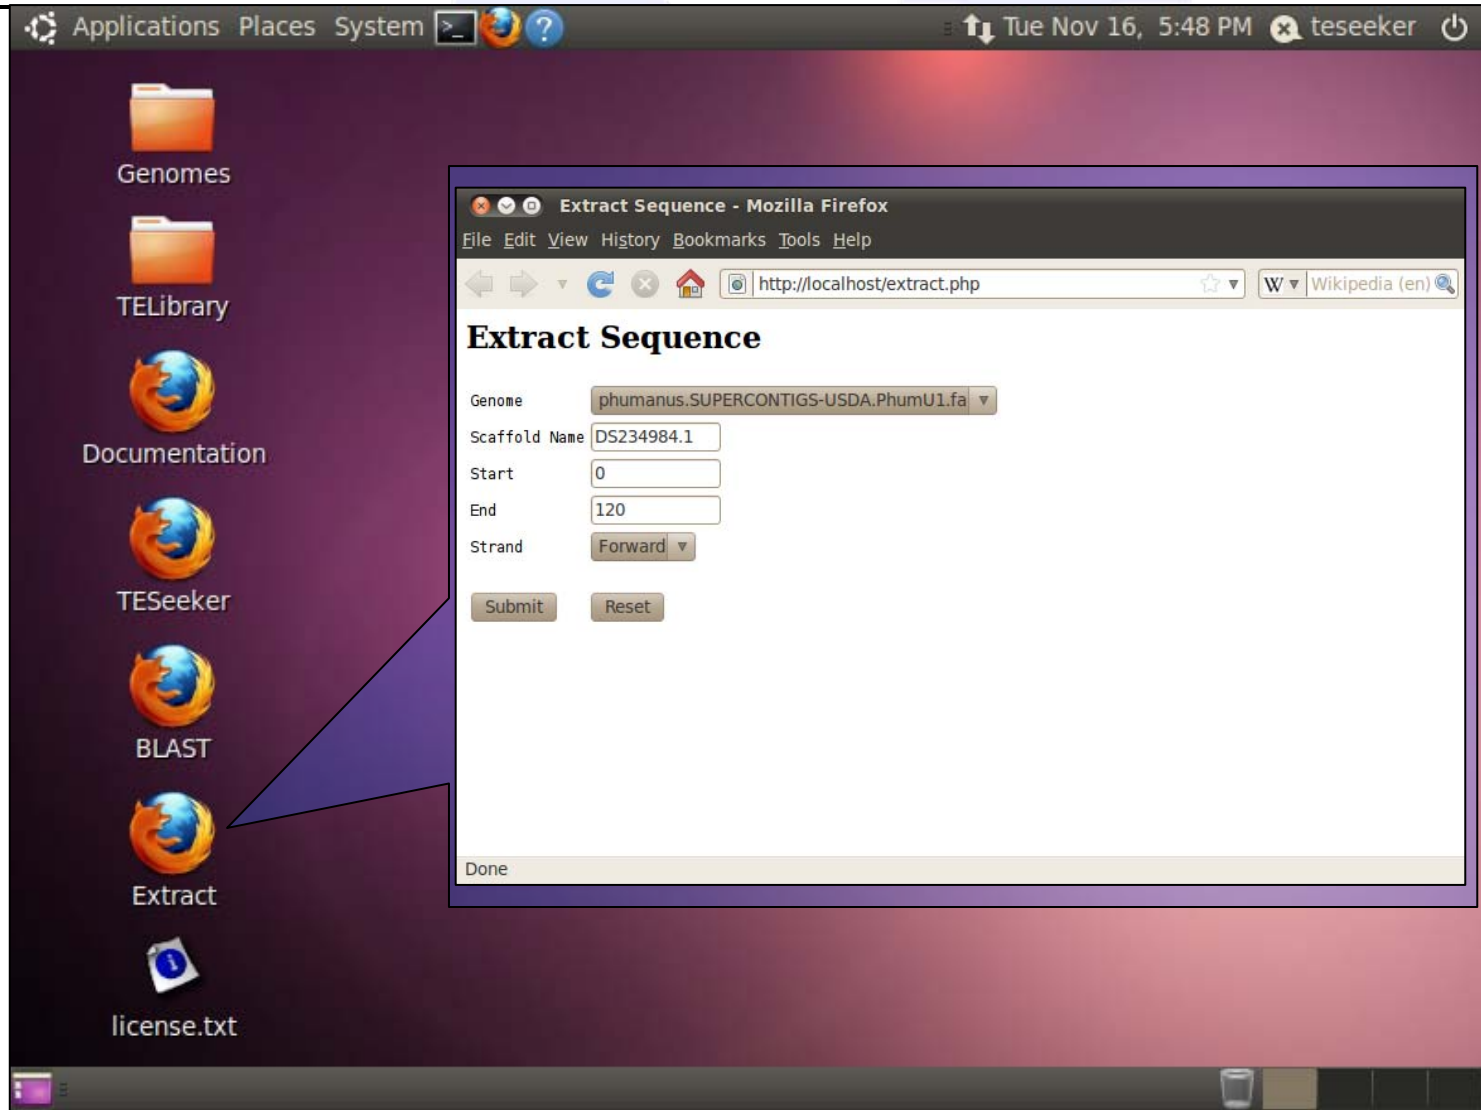 Applications Places System Tue Nov 16, 5:48 PM teseeker
Genomes
TELibrary
Documentation
TESeeker
BLAST
Extract
license.txt
Extract Sequence - Mozilla Firefox
File Edit View History Bookmarks Tools Help
http://localhost/extract.php W Wikipedia (en)
Extract Sequence
Genome phumanus.SUPERCONTIGS-USDA.PhumU1.fa
Scaffold Name DS234984.1
Start 0
End 120
Strand Forward
Submit Reset
Done